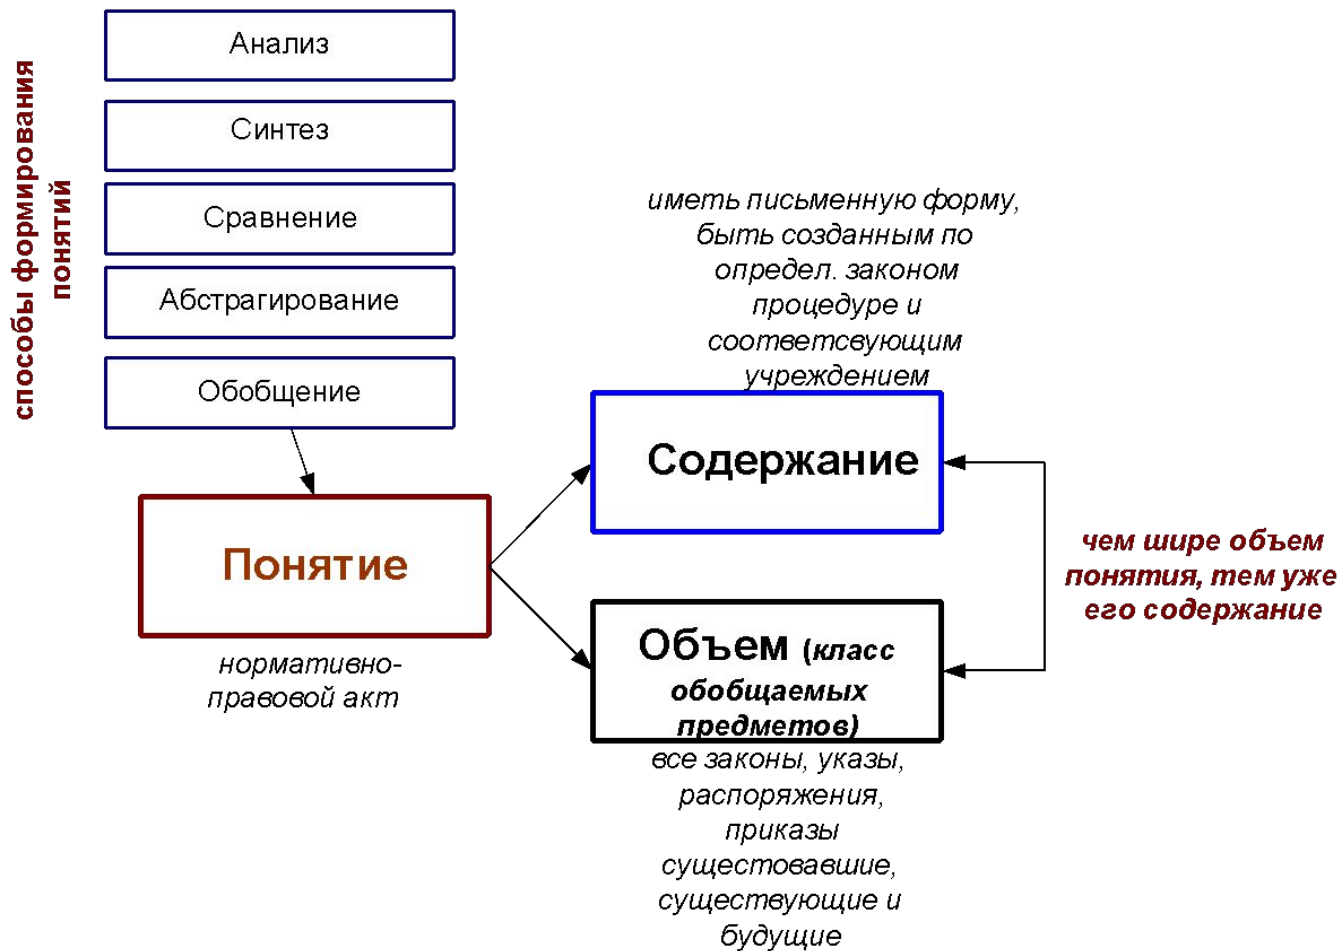 способы формирования
понятий
Анализ
Синтез
Сравнение
Абстрагирование
Обобщение
Понятие
нормативно-
правовой акт
иметь письменную форму,
быть созданным по
определ. законом
процедуре и
соответсвующим
учреждением
Содержание
Объем (класс
обобщаемых
предметов)
все законы, указы,
распоряжения,
приказы
сущестовавшие,
существующие и
будущие
чем шире объем
понятия, тем уже
его содержание